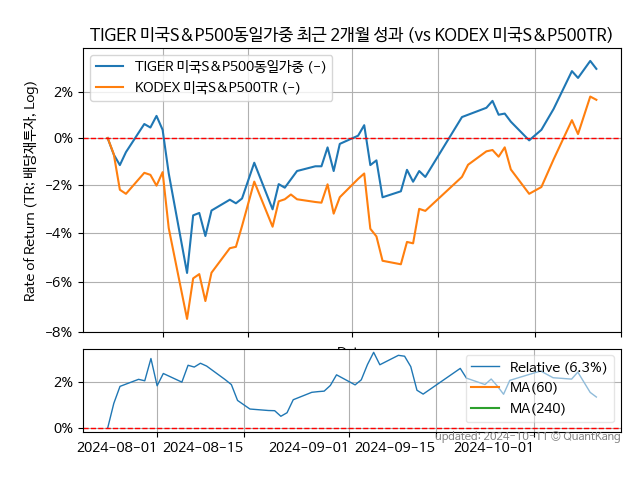 TIGER 미국S&P500동일가중 최근 2개월 성과 (vs KODEX 미국S&P500TR)
TIGER 미국S&P500동일가중 (-)
KODEX 미국S&P500TR (-)
Rate of Return (TR: 배당재투자, Log)
2%
0%
−2%
−4%
−6%
−8%
Relative (6.3%)
MA(60)
MA(240)
2%
0%
2024-08-01 2024-08-15 2024-09-01 2024-09-15 2024-10-01
updated: 2024-10-11 © QuantKang